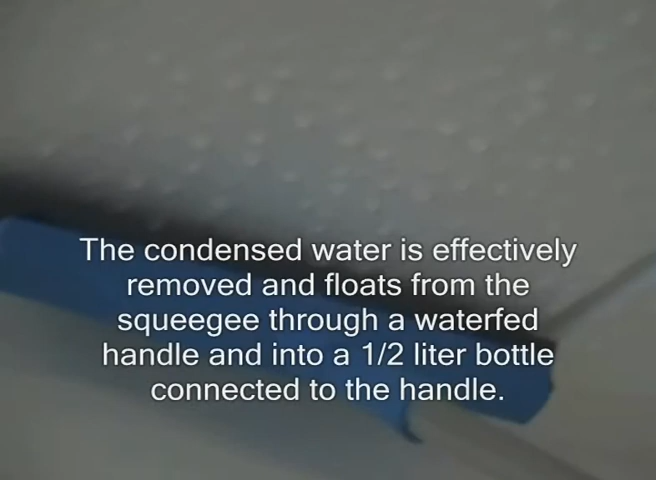 The condensed water is effectively
removed and floats from the
squeegee through a waterfed
handle and into a 1/2 liter bottle
connected to the handle.